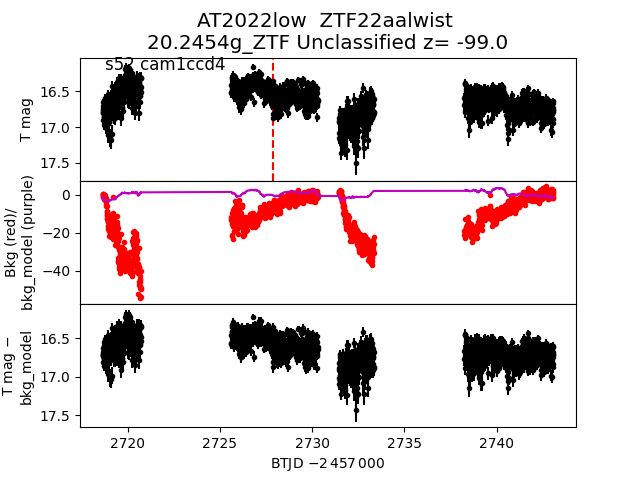 AT2022low  ZTF22aalwist
20.2454g_ZTF Unclassified z= -99.0
s52 cam1ccd4
T mag
16.5
17.0
17.5
Bkg (red)/
bkg_model (purple)
0
−20
−40
T mag −
bkg_model
16.5
17.0
17.5
2720
2725
2730
2735
2740
BTJD −2 457 000